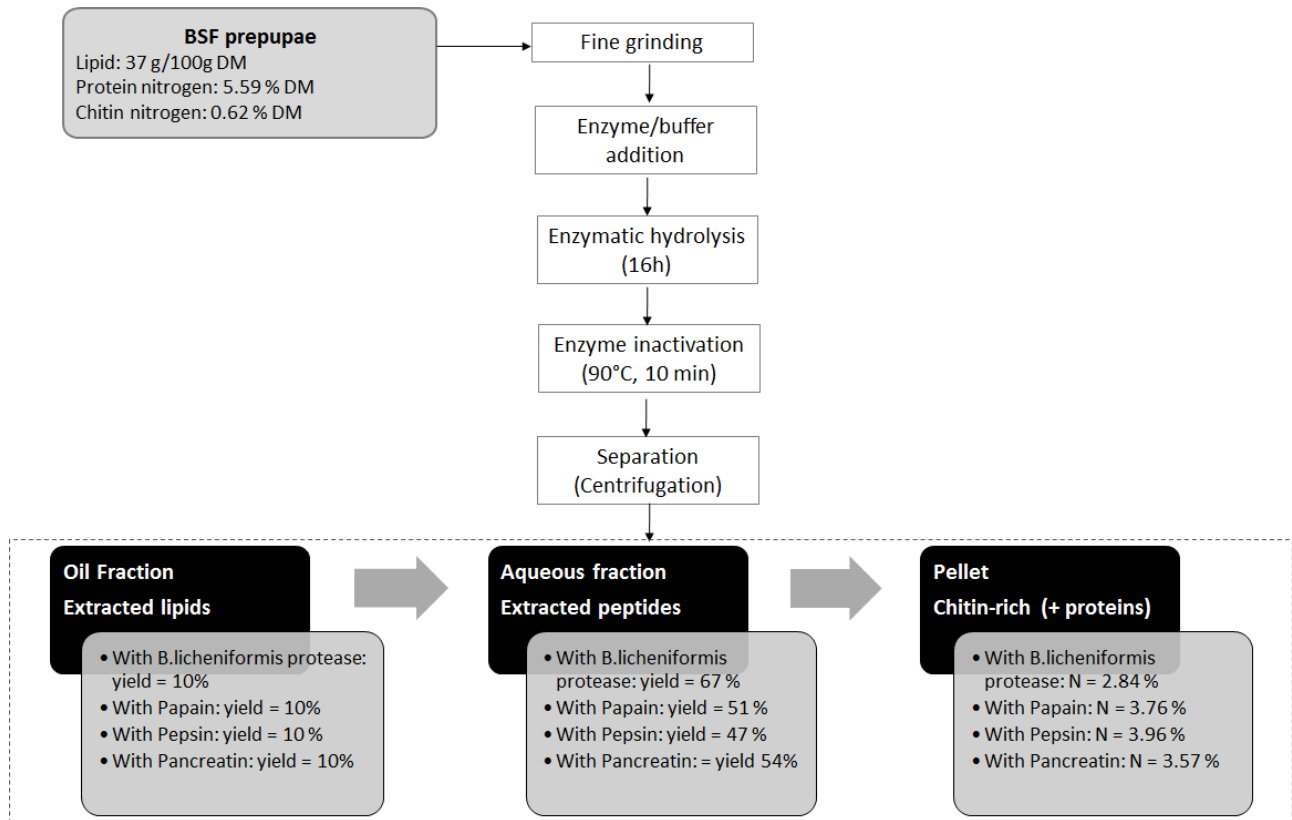 BSF prepupae
Lipid: 37 g/100g DM
Protein nitrogen: 5.59 % DM
Chitin nitrogen: 0.62 % DM
Fine grinding
Enzyme/buffer
addition
Enzymatic hydrolysis
(16h)
Enzyme inactivation
(90°C, 10 min)
Separation
(Centrifugation)
Oil Fraction
Extracted lipids
• With B.licheniformis protease:
yield = 10%
• With Papain: yield = 10%
• With Pepsin: yield = 10 %
• With Pancreatin: yield = 10%
Aqueous fraction
Extracted peptides
• With B.licheniformis
protease: yield = 67 %
• With Papain: yield = 51 %
• With Pepsin: yield = 47 %
• With Pancreatin: = yield 54%
Pellet
Chitin-rich (+ proteins)
• With B.licheniformis
protease: N = 2.84 %
• With Papain: N = 3.76 %
• With Pepsin: N = 3.96 %
• With Pancreatin: N = 3.57 %